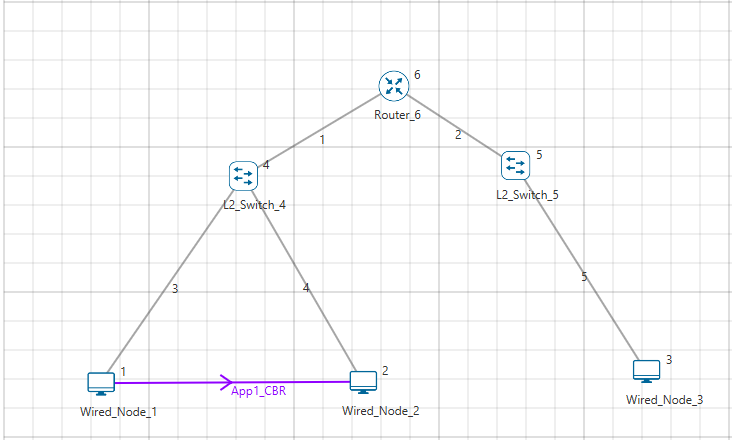 6
Router_6
1
2
4
5
L2_Switch_4
L2_Switch_5
3
4
5
1
2
3
App1_CBR
Wired_Node_1
Wired_Node_2
Wired_Node_3